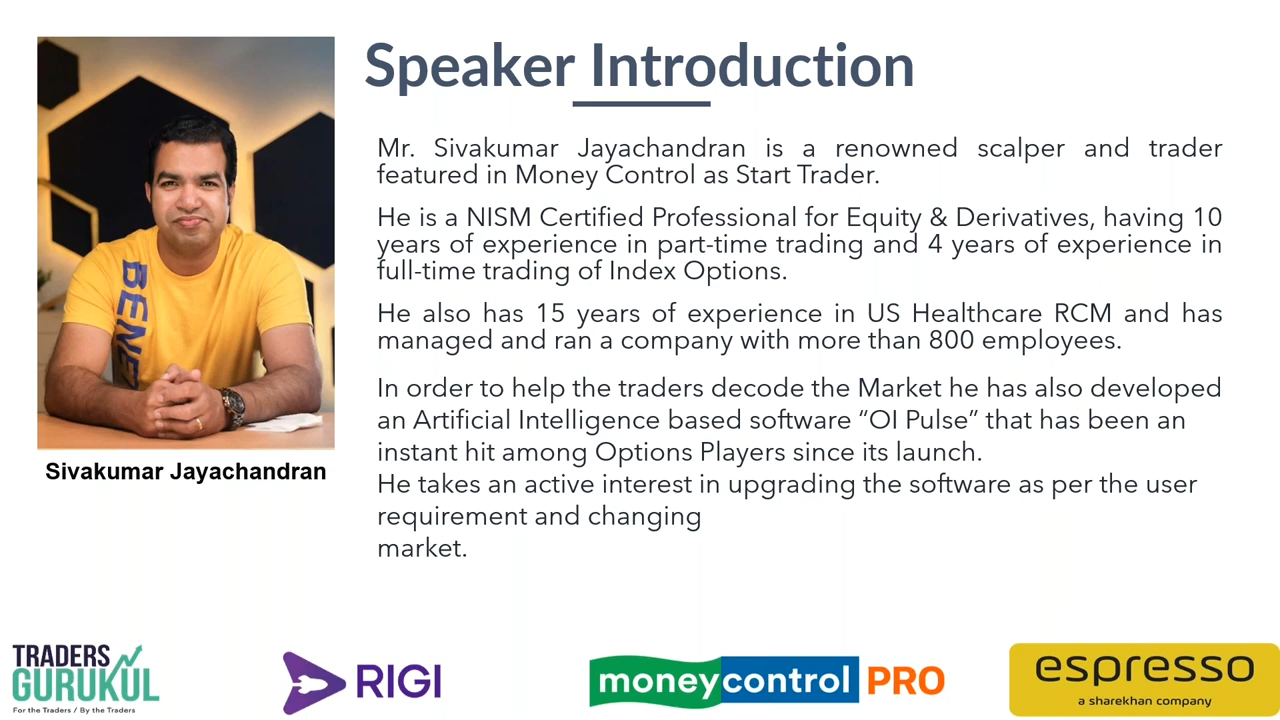 Speaker Introduction
BENE
Mr. Sivakumar Jayachandran is a renowned scalper and trader
featured in Money Control as Start Trader.
He is a NISM Certified Professional for Equity & Derivatives, having 10
years of experience in part-time trading and 4 years of experience in
full-time trading of Index Options.
He also has 15 years of experience in US Healthcare RCM and has
managed and ran a company with more than 800 employees.
In order to help the traders decode the Market he has also developed
an Artificial Intelligence based software “OI Pulse” that has been an
instant hit among Options Players since its launch.
He takes an active interest in upgrading the software as per the user
requirement and changing
market.
Sivakumar Jayachandran
TRADERS
GURUKUL
For the Traders / By the Traders
RIGI
moneycontrol PRO
espresso
a sharekhan company